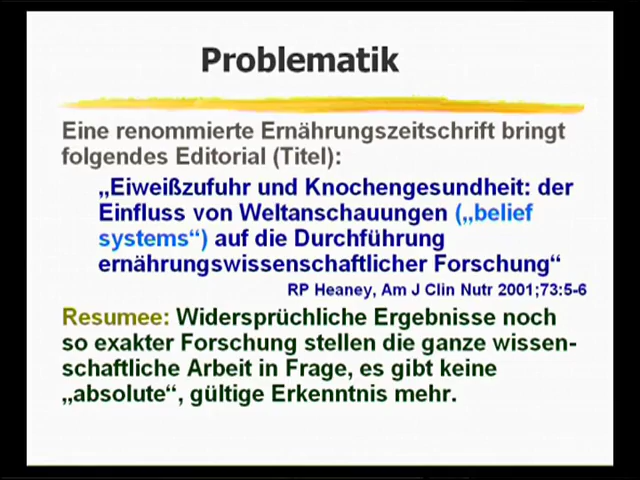 Problematik
Eine renommierte Ernährungszeitschrift bringt
folgendes Editorial (Titel):
„Eiweißzufuhr und Knochengesundheit: der
Einfluss von Weltanschauungen („belief
systems“) auf die Durchführung
ernährungswissenschaftlicher Forschung“
RP Heaney, Am J Clin Nutr 2001;73:5-6
Resumee: Widersprüchliche Ergebnisse noch
so exakter Forschung stellen die ganze wissen-
schaftliche Arbeit in Frage, es gibt keine
„absolute“, gültige Erkenntnis mehr.